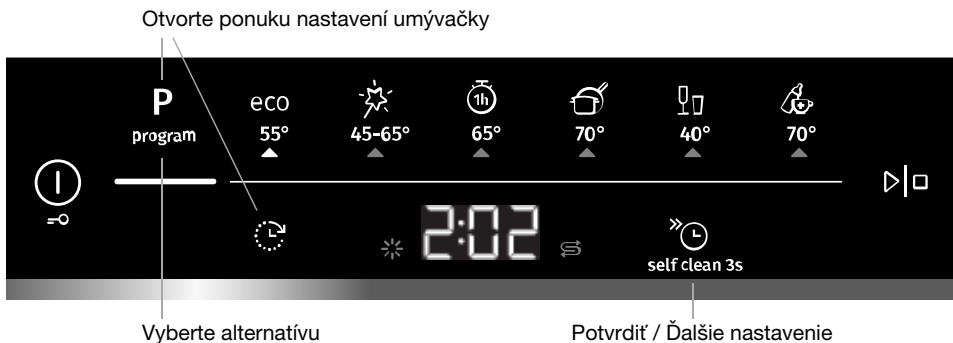 Otvorte ponuku nastavení umývačky
P
program
eco
55°
45-65°
1h
65°
70°
40°
70°
2:02
self clean 3s
Vyberte alternatívu
Potvrdiť / Ďalšie nastavenie